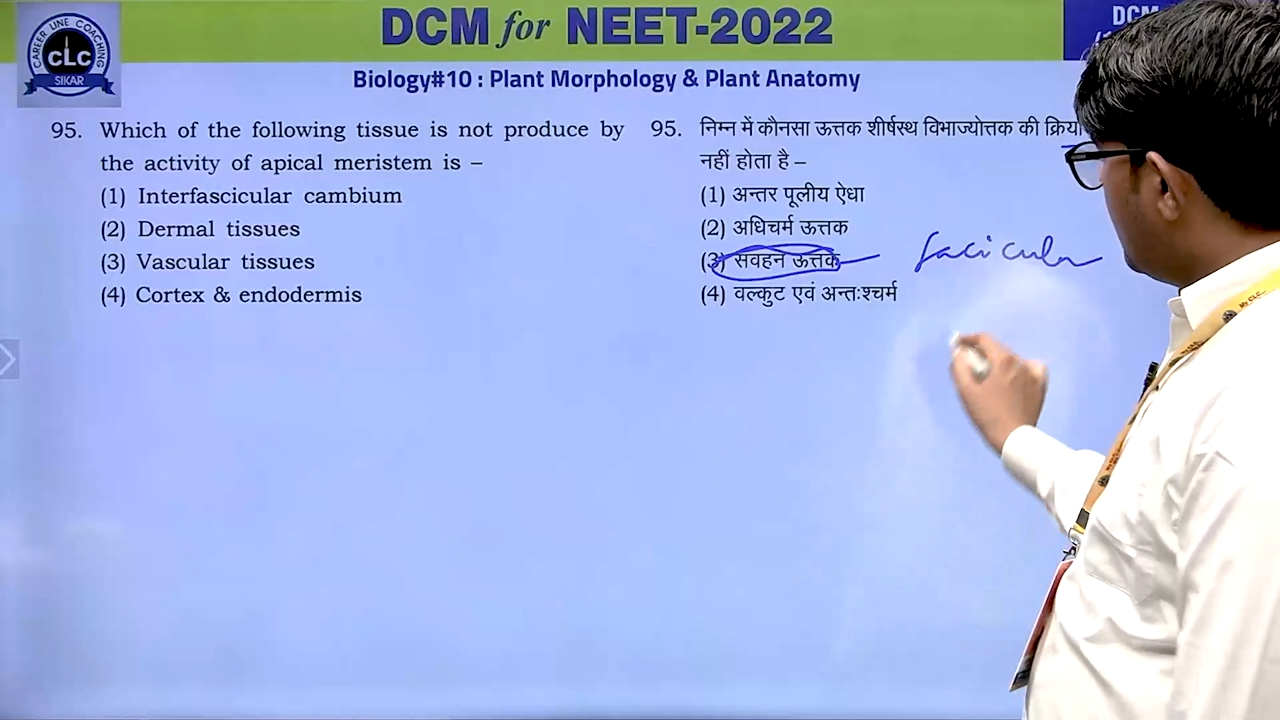 DCM for NEET-2022
DCM
CAREER LINE COACHING
CLC
SIKAR
Biology#10 : Plant Morphology & Plant Anatomy
95. Which of the following tissue is not produce by
the activity of apical meristem is –
(1) Interfascicular cambium
(2) Dermal tissues
(3) Vascular tissues
(4) Cortex & endodermis
95. निम्न में कौनसा ऊत्तक शीर्षस्थ विभाज्योत्तक की क्रिया
नहीं होता है –
(1) अन्तर पूलीय ऐधा
(2) अधिचर्म ऊत्तक
(3) संवहन ऊत्तक
(4) वल्कुट एवं अन्तःश्चर्म
facicular